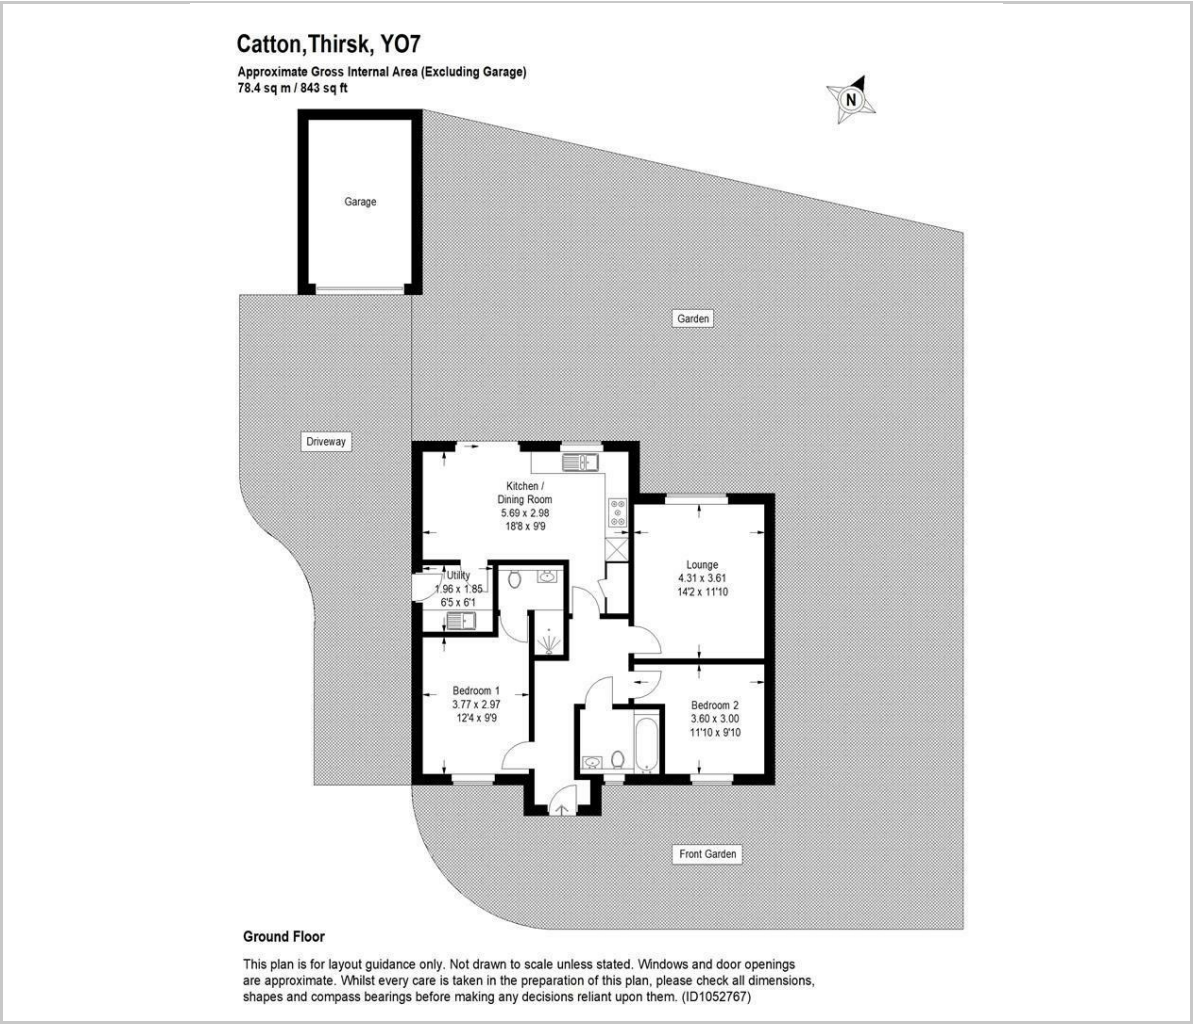 Catton,Thirsk, YO7
Approximate Gross Internal Area (Excluding Garage)
78.4 sq m / 843 sq ft
N
Garage
Garden
Driveway
Kitchen /
Dining Room
5.69 x 2.98
18'8 x 9'9
Utility
1.96 x 1.85
6'5 x 6'1
Lounge
4.31 x 3.61
14'2 x 11'10
Bedroom 1
3.77 x 2.97
12'4 x 9'9
Bedroom 2
3.60 x 3.00
11'10 x 9'10
Front Garden
Ground Floor
This plan is for layout guidance only. Not drawn to scale unless stated. Windows and door openings
are approximate. Whilst every care is taken in the preparation of this plan, please check all dimensions,
shapes and compass bearings before making any decisions reliant upon them. (ID1052767)